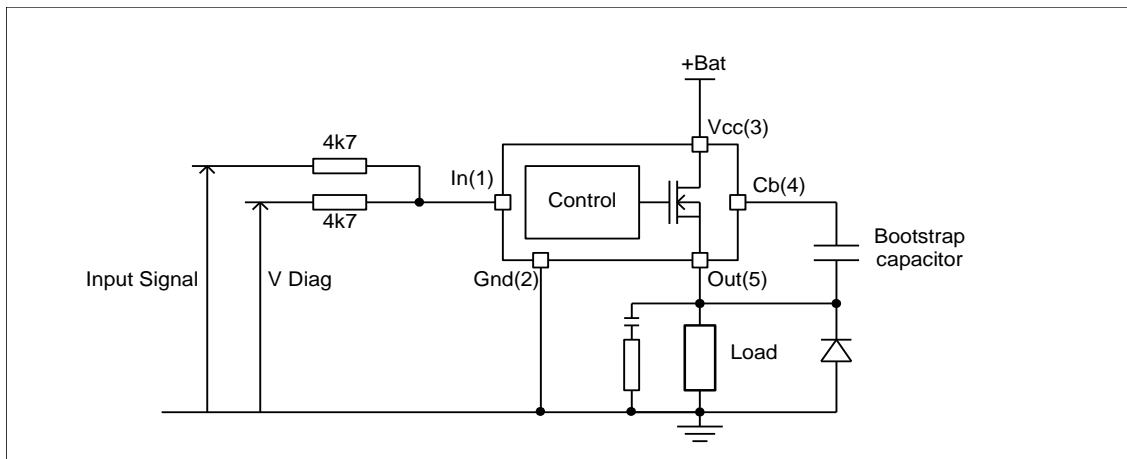 +Bat
Vcc(3)
4k7
In(1)
Cb(4)
Control
4k7
Bootstrap
capacitor
Input Signal
V Diag
Gnd(2)
Out(5)
Load